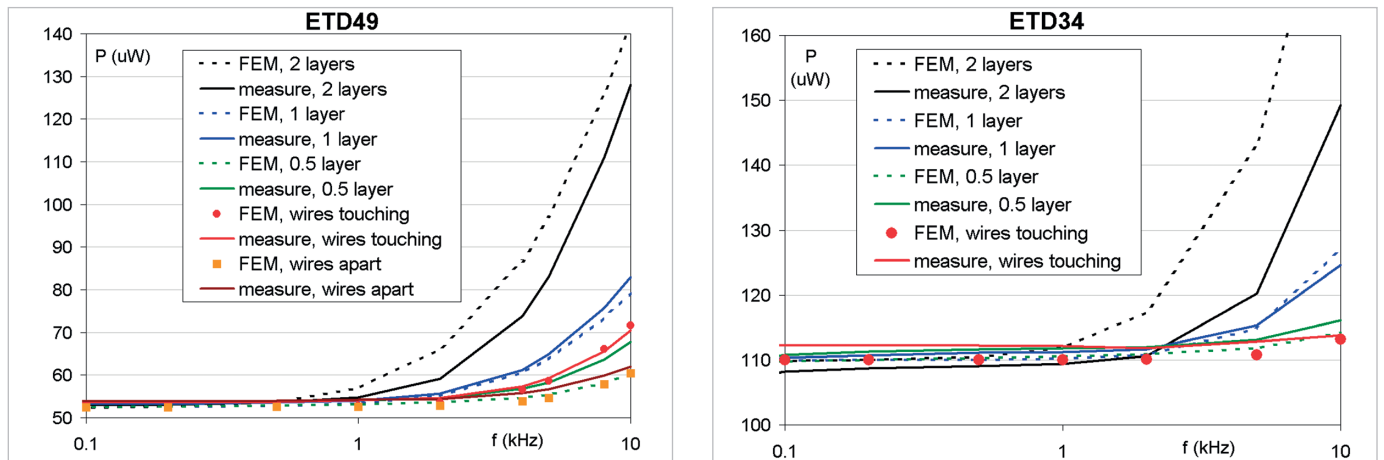 ETD49
P (uW)
140
130
120
110
100
90
80
70
60
50
FEM, 2 layers
measure, 2 layers
FEM, 1 layer
measure, 1 layer
FEM, 0.5 layer
measure, 0.5 layer
FEM, wires touching
measure, wires touching
FEM, wires apart
measure, wires apart
0.1
1
f (kHz)
10
ETD34
P
(uW)
160
150
140
130
120
110
100
FEM, 2 layers
measure, 2 layers
FEM, 1 layer
measure, 1 layer
FEM, 0.5 layer
measure, 0.5 layer
FEM, wires touching
measure, wires touching
0.1
1
f (kHz)
10